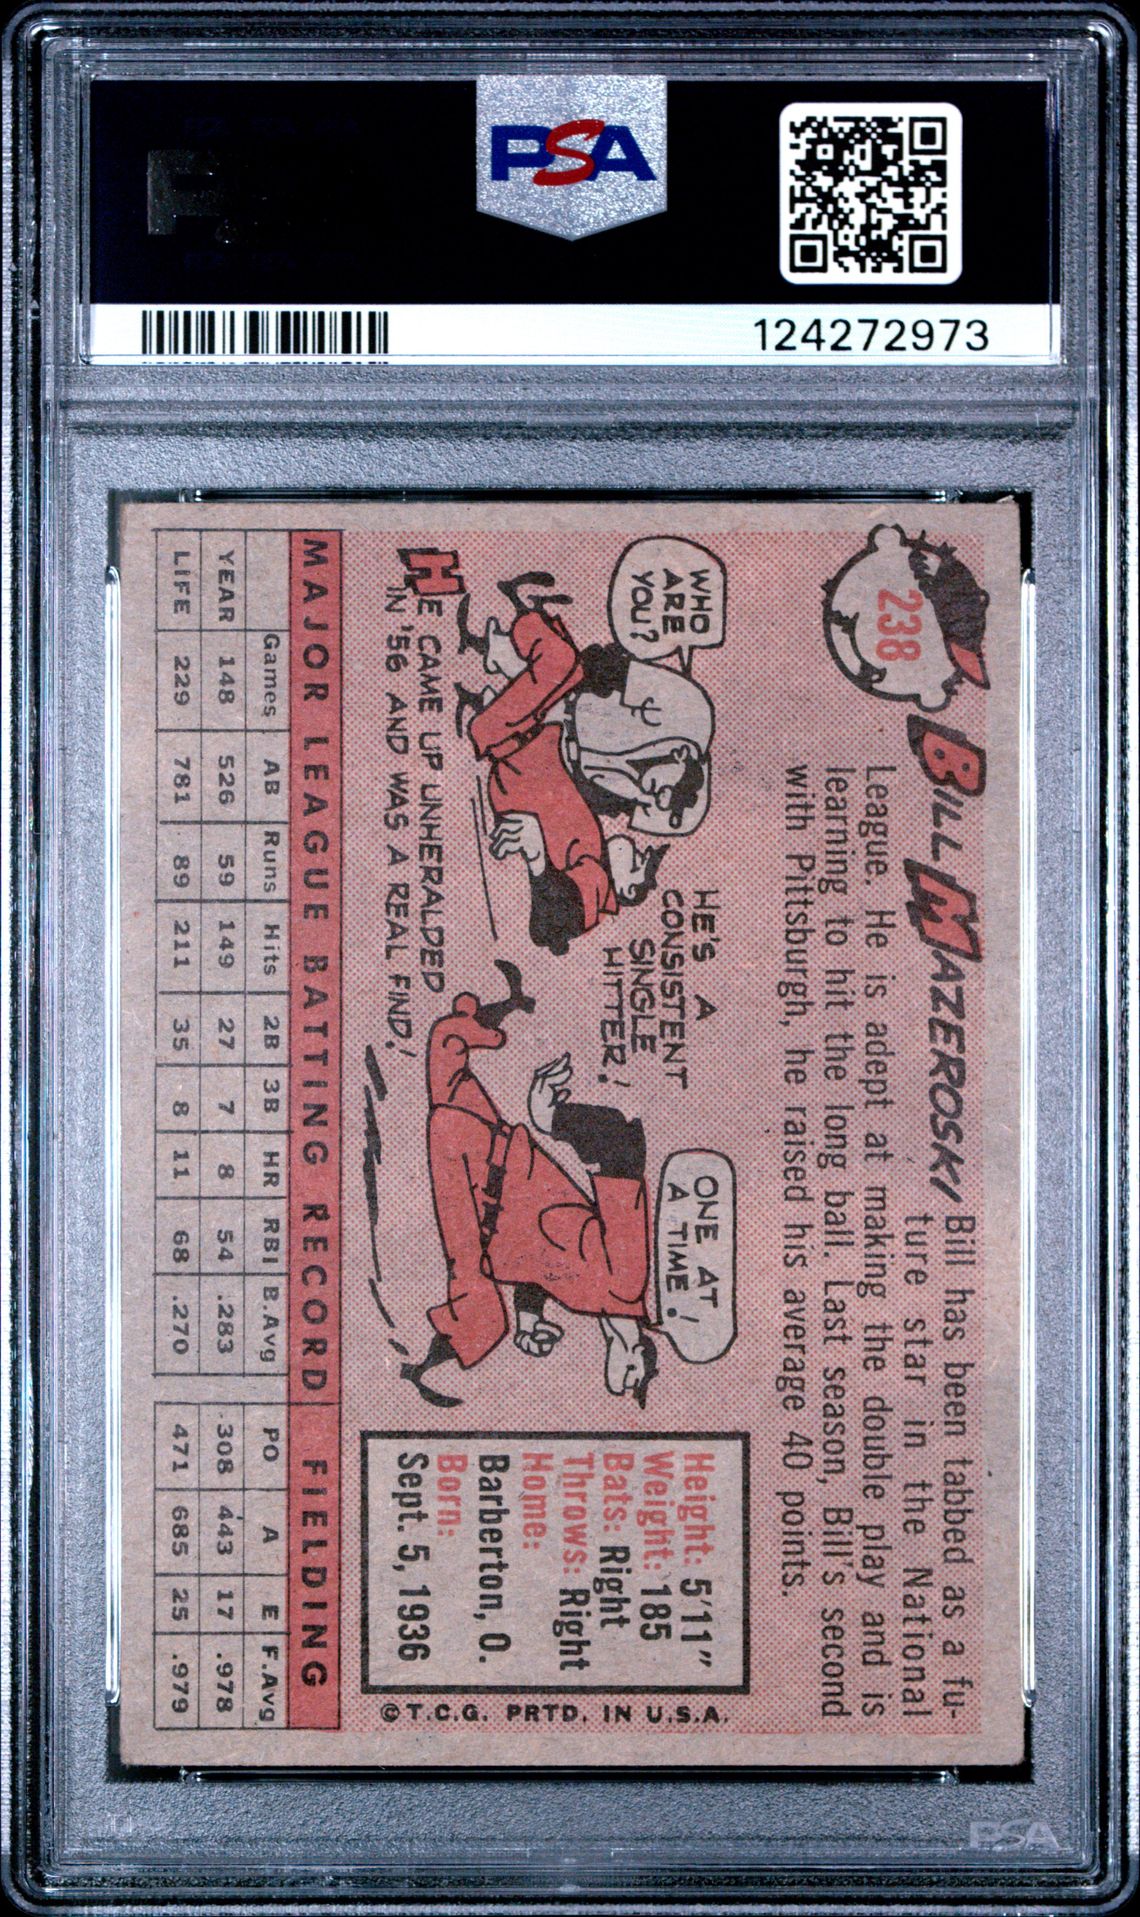 PSA
124272973
238
BILL MAZEROSKI
Bill has been tabbed as a fu-
ture star in the National
League. He is adept at making the double play and is
learning to hit the long ball. Last season, Bill's second
with Pittsburgh, he raised his average 40 points.
WHO
ARE
YOU?
HE'S A
CONSISTENT
SINGLE
HITTER!
ONE AT
A TIME!
HE CAME UP UNHERALDED
IN '56 AND WAS A REAL FIND!
Height: 5'11"
Weight: 185
Bats: Right
Throws: Right
Home:
Barberton, O.
Born:
Sept. 5, 1936
©T.C.G. PRTD. IN U.S.A.
MAJOR LEAGUE BATTING RECORD FIELDING
Games AB Runs Hits 2B 3B HR RBI B.Avg PO A E F.Avg
YEAR 148 526 59 149 27 7 8 54 .283 308 443 17 .978
LIFE 229 781 89 211 35 8 11 68 .270 471 685 25 .979
PSA